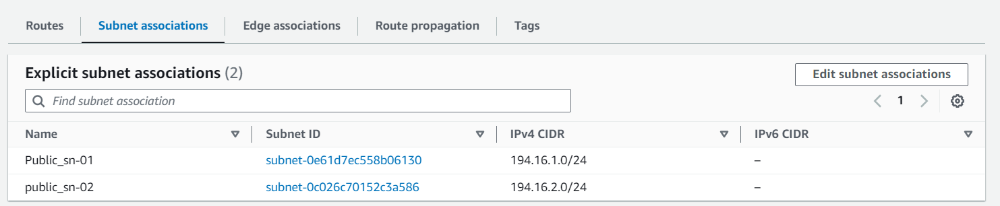 Routes Subnet associations Edge associations Route propagation Tags
Explicit subnet associations (2)
Edit subnet associations
Find subnet association
1
Name Subnet ID IPv4 CIDR IPv6 CIDR
Public_sn-01 subnet-0e61d7ec558b06130 194.16.1.0/24 –
public_sn-02 subnet-0c026c70152c3a586 194.16.2.0/24 –